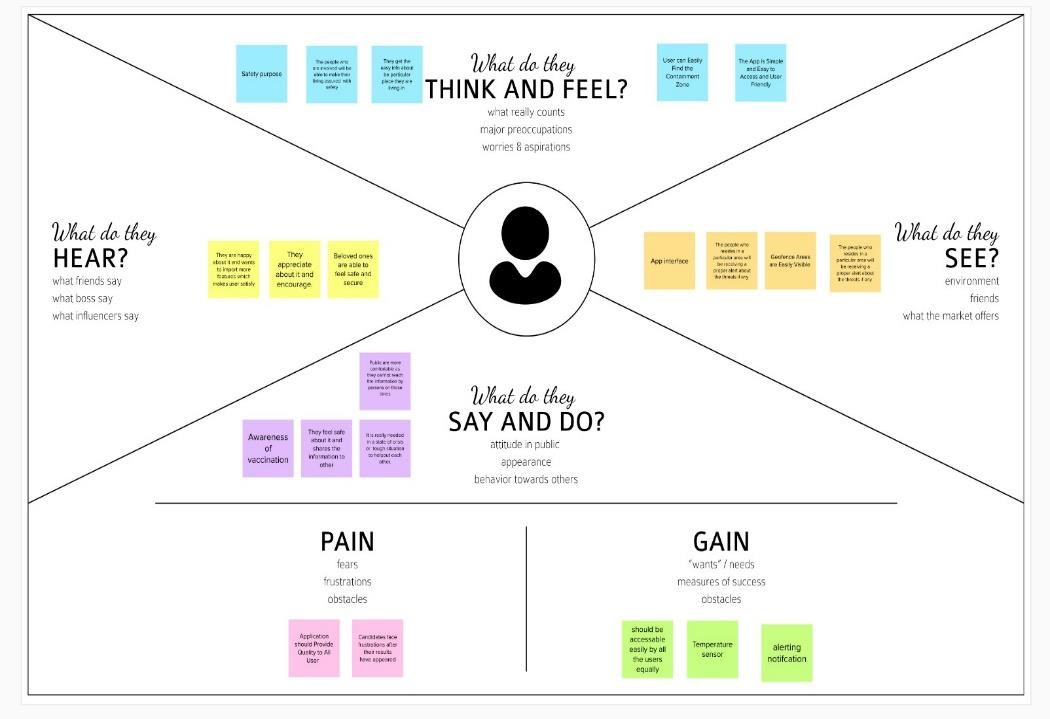 Safety purpose
The people who
are involved will be
able to make their
living assured with
safety
They get the
easy info about
be particular
place they are
living in
What do they
THINK AND FEEL?
what really counts
major preoccupations
worries & aspirations
User can Easily
Find the
Containment
Zone
The App is Simple
and Easy to
Access and User
Friendly
What do they
HEAR?
what friends say
what boss say
what influencers say
They are happy
about it and wants
to import more
features which
makes user satisfy
They
appreciate
about it and
encourage.
Beloved ones
are able to
feel safe and
secure
App interface
The people who
resides in a
particular area will
be receiving a
proper alert about
the threats if any
Geofence Areas
are Easily Visible
The people who
resides in a
particular area will
be receiving a
proper alert about
the threats if any
What do they
SEE?
environment
friends
what the market offers
Public are more
comfortable as
they cannot reach
the information by
persons on those
Awareness
of
vaccination
They feel safe
about it and
shares the
information to
other
It is really needed
in a state of crisis
or tough situation
to helpout each
other.
What do they
SAY AND DO?
attitude in public
appearance
behavior towards others
PAIN
fears
frustrations
obstacles
Application
should Provide
Quality to All
User
Candidates face
frustrations after
their results
have appeared
GAIN
"wants" / needs
measures of success
obstacles
should be
accessable
easily by all
the users
equally
Temperature
sensor
alerting
notifcation